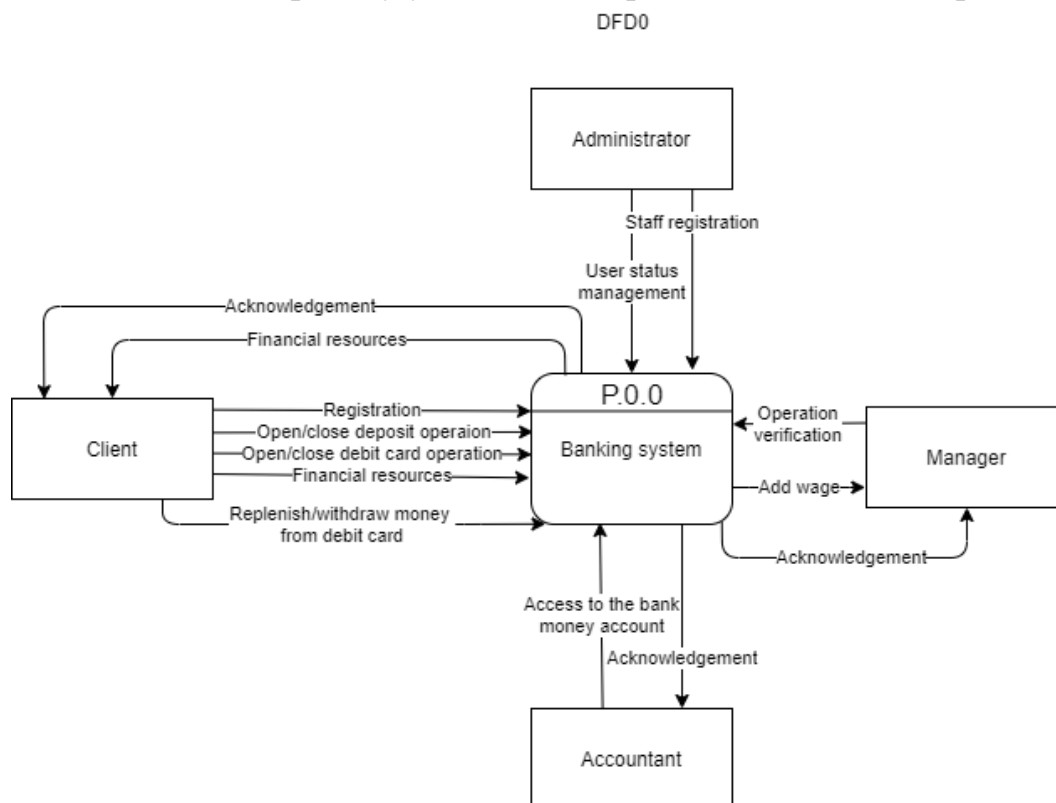 DFD0
Administrator
Staff registration
User status
management
Acknowledgement
Financial resources
P.0.0
Banking system
Client
Registration
Open/close deposit operaion
Open/close debit card operation
Financial resources
Replenish/withdraw money
from debit card
Operation
verification
Manager
Add wage
Acknowledgement
Access to the bank
money account
Acknowledgement
Accountant